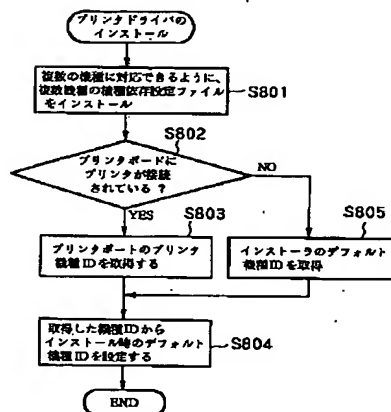 プリンタドライバの
インストール
複数の機種に対応できるように、
複数機種の機種依存設定ファイル
をインストール
S801
S802
プリンタポートに
プリンタが接続
されている ?
NO
YES
S803
プリンタポートのプリンタ
機種IDを取得する
S805
インストーラのデフォルト
機種IDを取得
取得した機種IDから
インストール時のデフォルト
機種IDを設定する
S804
END